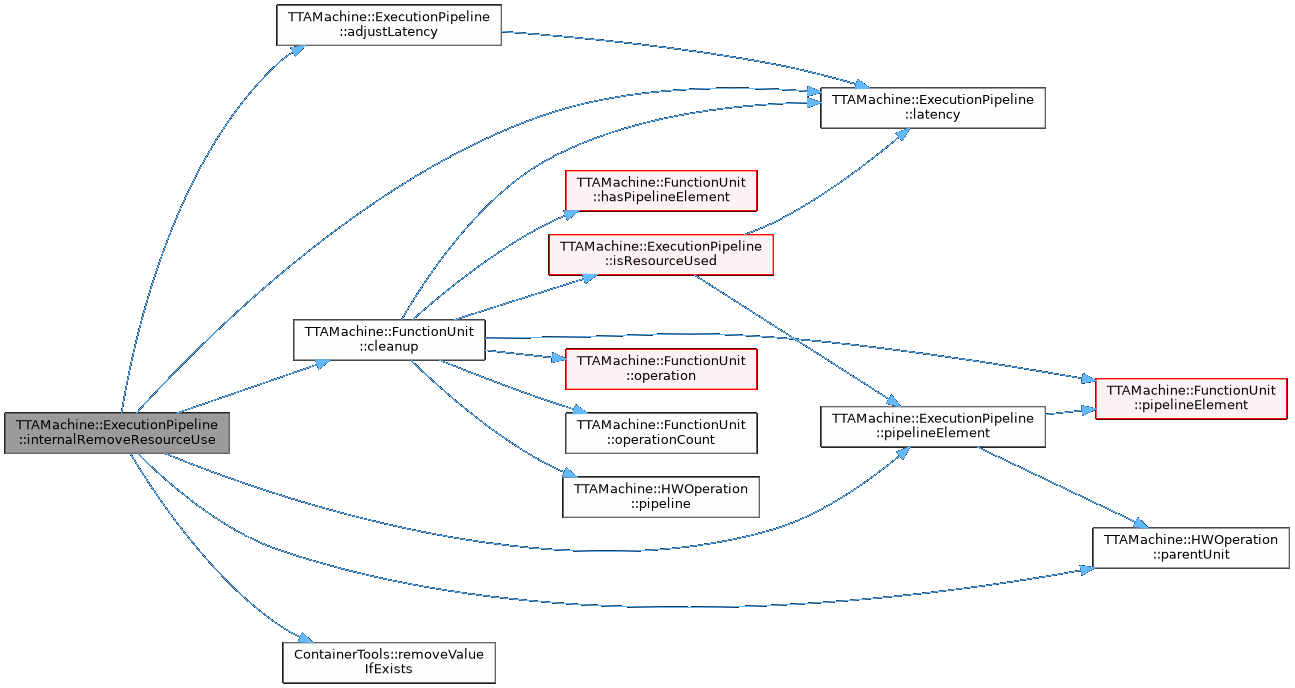 TTAMachine::ExecutionPipeline
::adjustLatency
TTAMachine::ExecutionPipeline
::latency
TTAMachine::FunctionUnit
::hasPipelineElement
TTAMachine::ExecutionPipeline
::isResourceUsed
TTAMachine::FunctionUnit
::cleanup
TTAMachine::FunctionUnit
::operation
TTAMachine::FunctionUnit
::pipelineElement
TTAMachine::ExecutionPipeline
::internalRemoveResourceUse
TTAMachine::FunctionUnit
::operationCount
TTAMachine::ExecutionPipeline
::pipelineElement
TTAMachine::HWOperation
::pipeline
TTAMachine::HWOperation
::parentUnit
ContainerTools::removeValue
IfExists